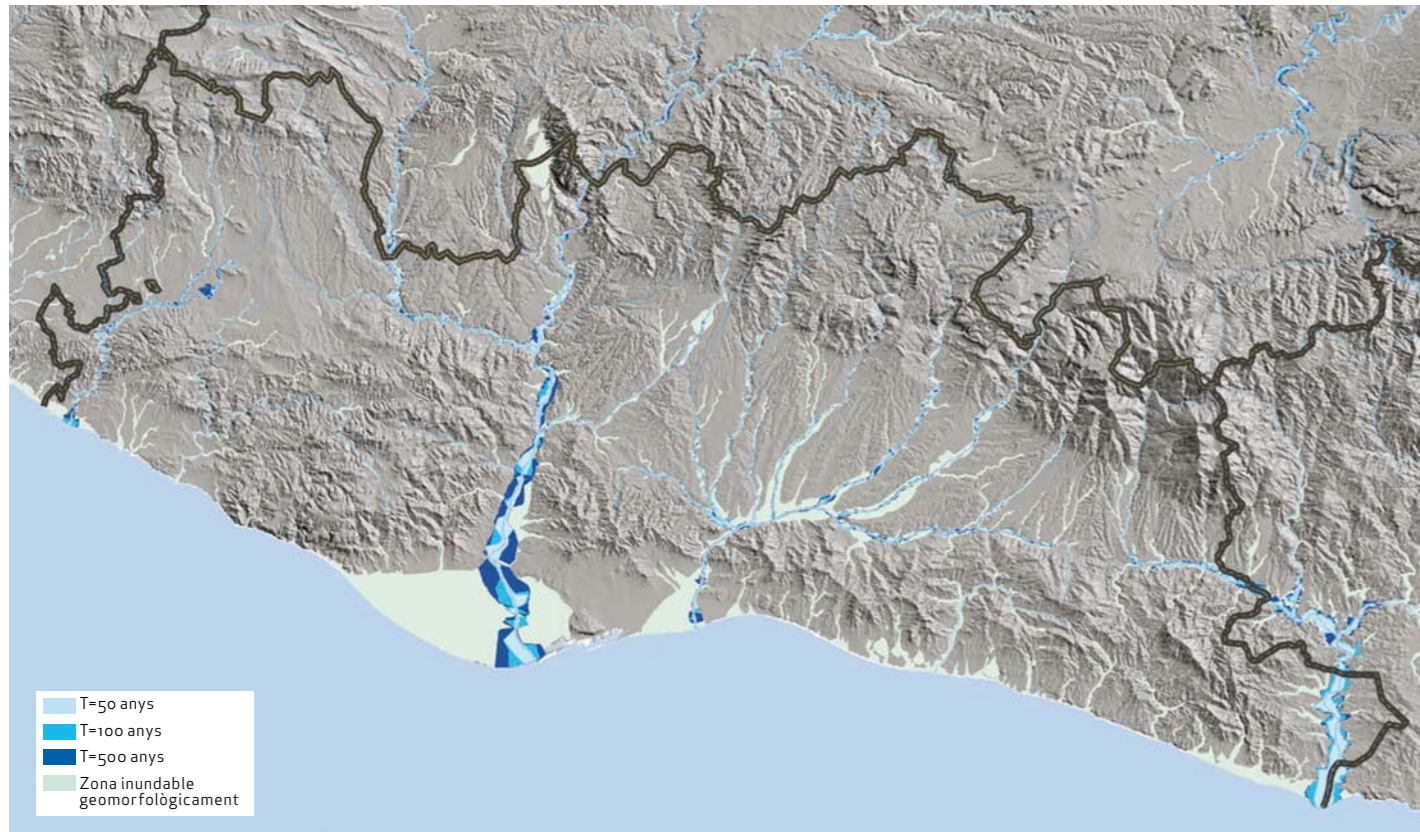 T=50 anys
T=100 anys
T=500 anys
Zona inundable
geomorfològicament